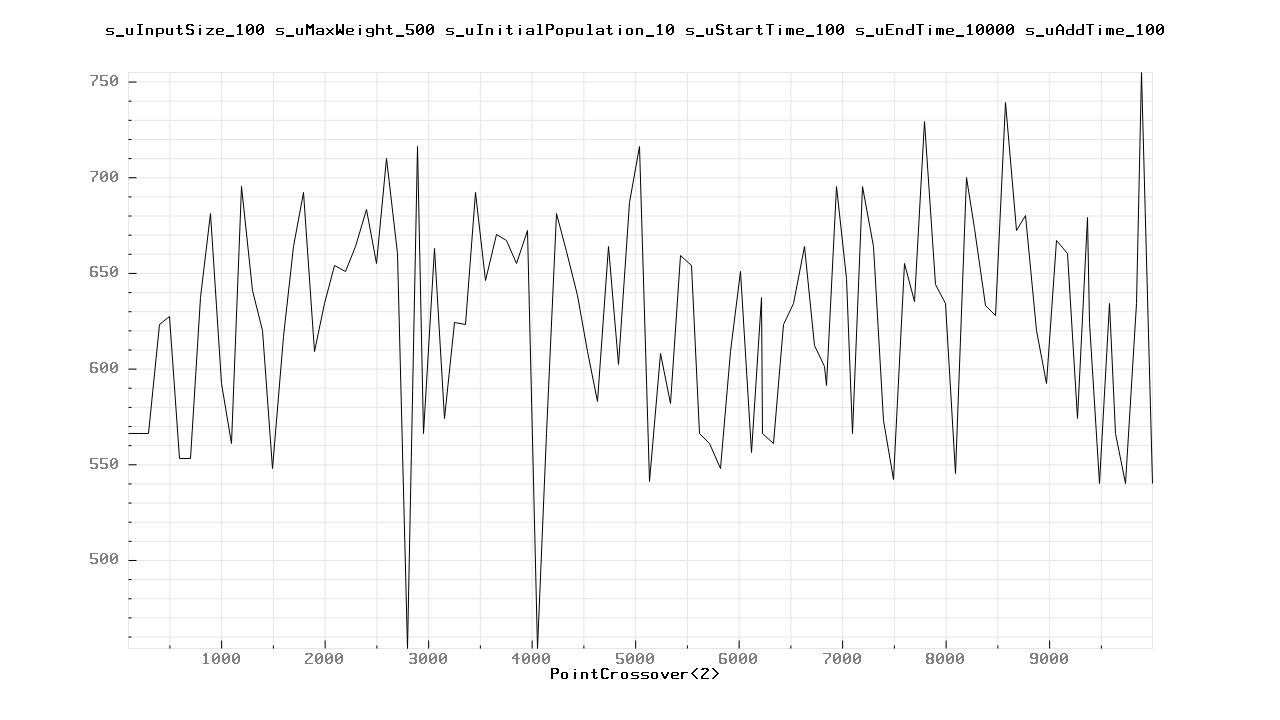 s_uInputSize_100 s_uMaxWeight_500 s_uInitialPopulation_10 s_uStartTime_100 s_uEndTime_10000 s_uAddTime_100
750
700
650
600
550
500
1000 2000 3000 4000 5000 6000 7000 8000 9000
PointCrossover<2>